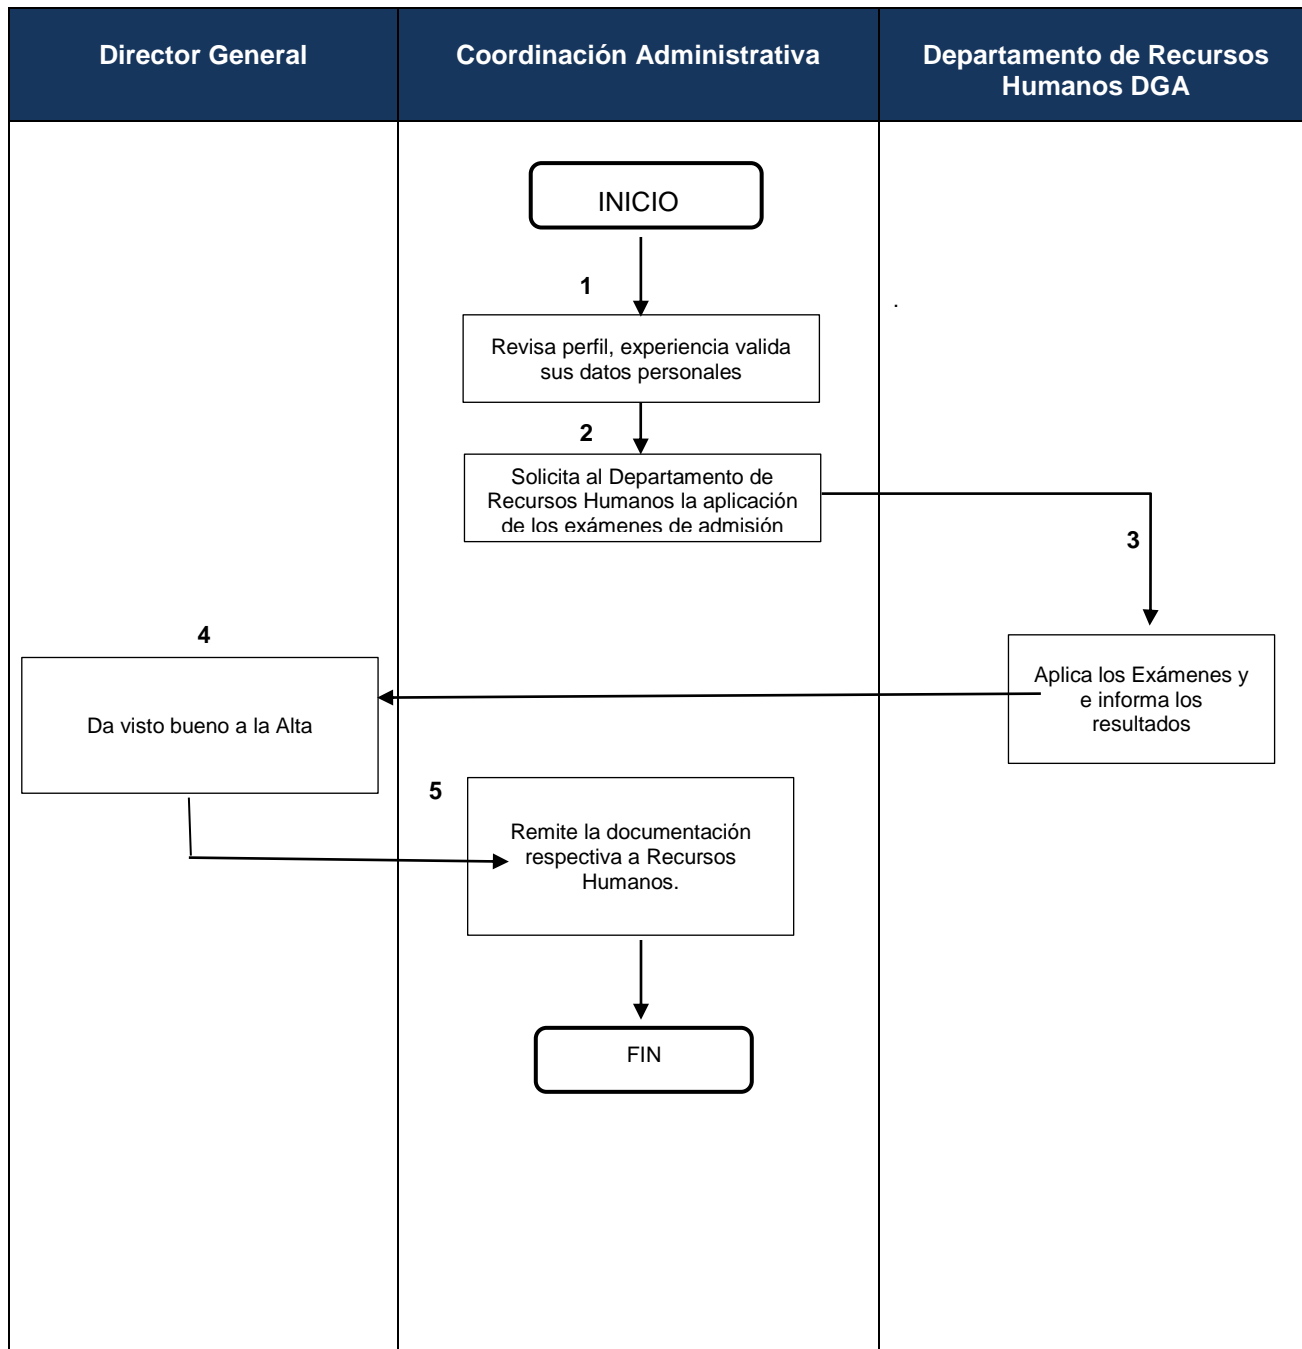 Director General
Coordinación Administrativa
Departamento de Recursos
Humanos DGA
INICIO
1
.
Revisa perfil, experiencia valida
sus datos personales
2
Solicita al Departamento de
Recursos Humanos la aplicación
de los exámenes de admisión
3
4
Aplica los Exámenes y
e informa los
resultados
Da visto bueno a la Alta
5
Remite la documentación
respectiva a Recursos
Humanos.
FIN